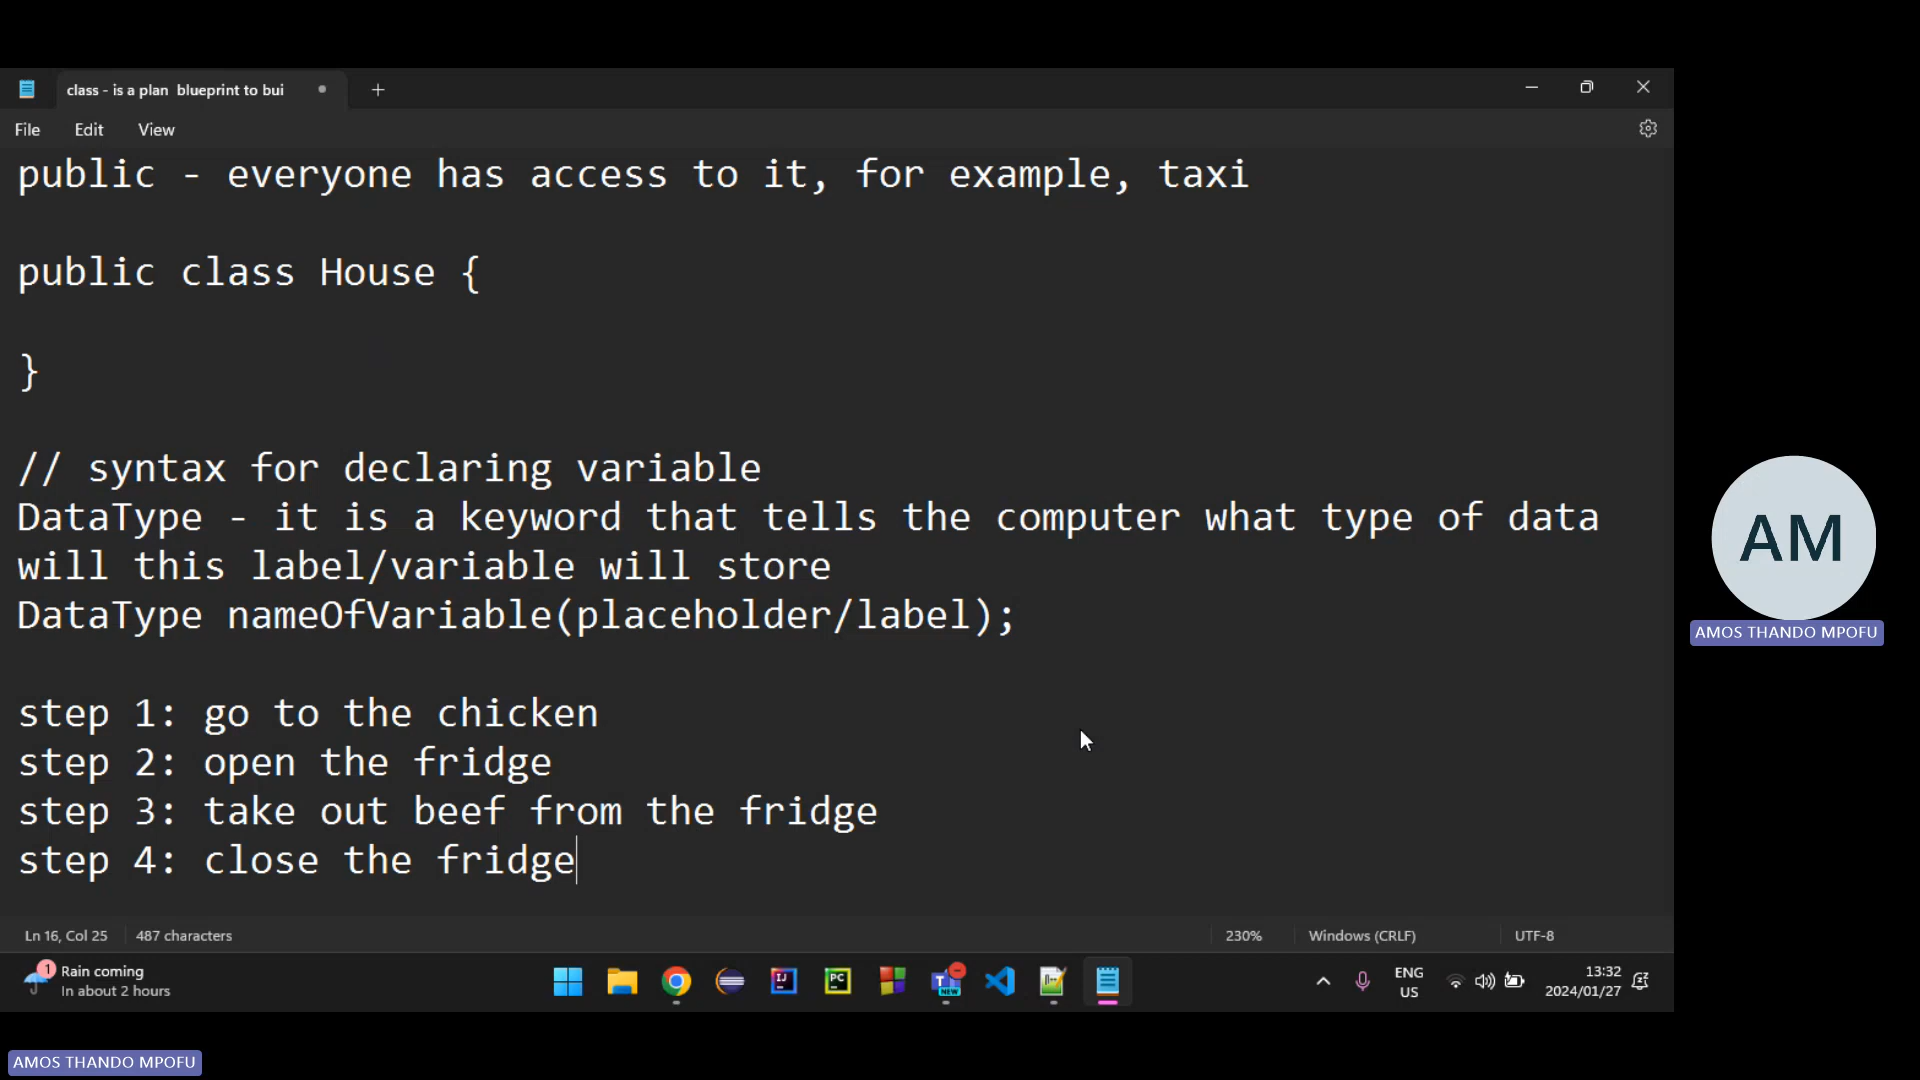 class - is a plan  blueprint to bui
File Edit View
public - everyone has access to it, for example, taxi
public class House {
}
// syntax for declaring variable
DataType - it is a keyword that tells the computer what type of data
will this label/variable will store
DataType nameOfVariable(placeholder/label);
step 1: go to the chicken
step 2: open the fridge
step 3: take out beef from the fridge
step 4: close the fridge
AM
AMOS THANDO MPOFU
Ln 16, Col 25 487 characters 230% Windows (CRLF) UTF-8
1 Rain coming
In about 2 hours
IJ PC NEW
ENG
US
13:32
2024/01/27
AMOS THANDO MPOFU